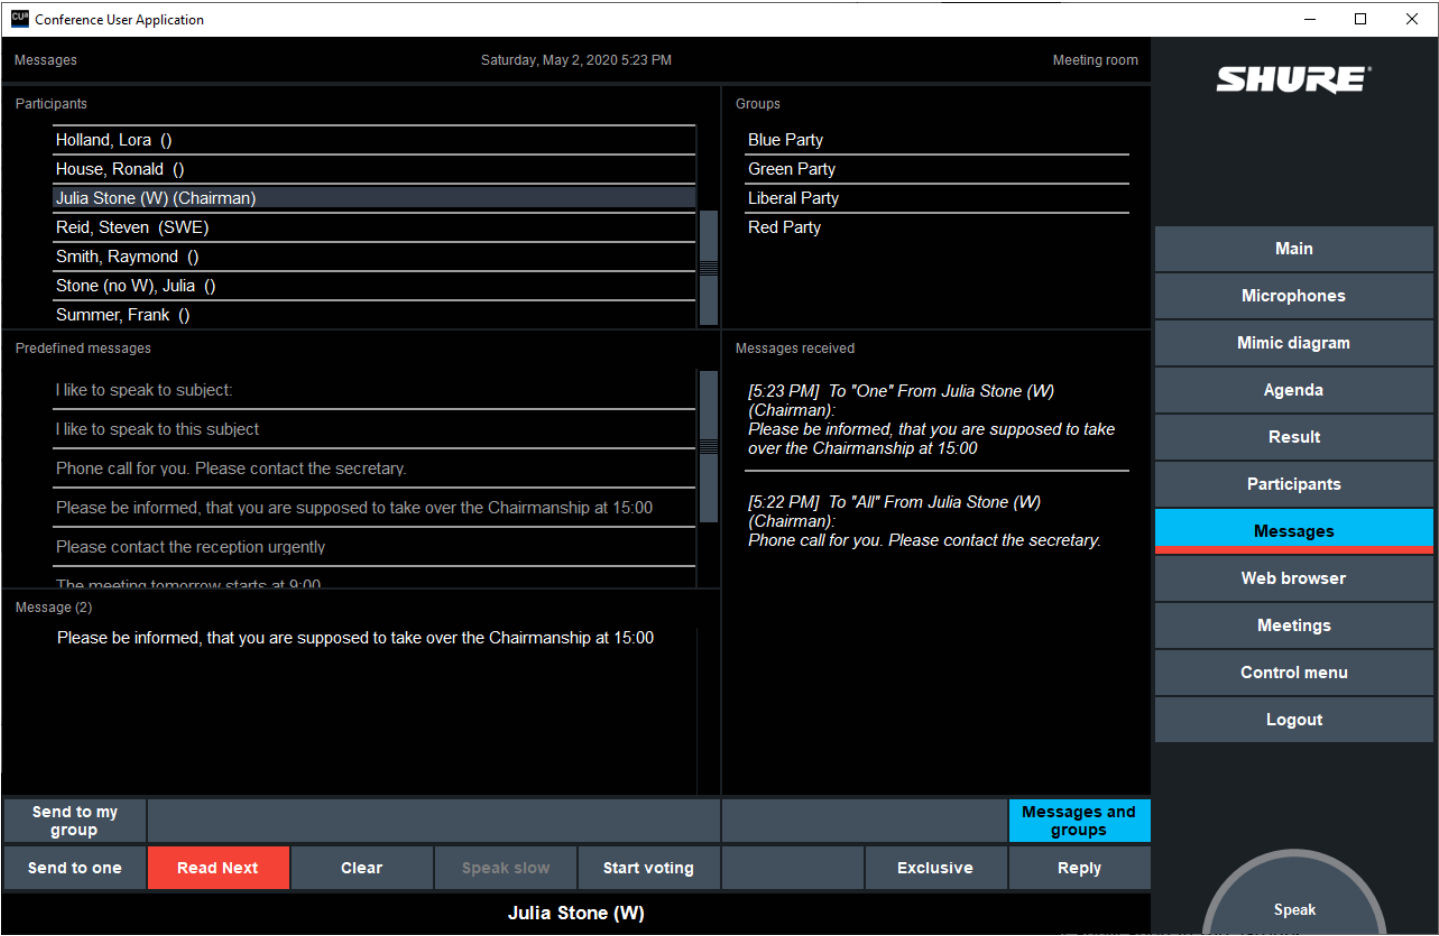 CUa Conference User Application
Messages
Saturday, May 2, 2020 5:23 PM
Meeting room
SHURE
Participants
Holland, Lora ()
House, Ronald ()
Julia Stone (W) (Chairman)
Reid, Steven (SWE)
Smith, Raymond ()
Stone (no W), Julia ()
Summer, Frank ()
Groups
Blue Party
Green Party
Liberal Party
Red Party
Predefined messages
I like to speak to subject:
I like to speak to this subject
Phone call for you. Please contact the secretary.
Please be informed, that you are supposed to take over the Chairmanship at 15:00
Please contact the reception urgently
The meeting tomorrow starts at 9:00
Messages received
[5:23 PM] To "One" From Julia Stone (W)
(Chairman):
Please be informed, that you are supposed to take
over the Chairmanship at 15:00
[5:22 PM] To "All" From Julia Stone (W)
(Chairman):
Phone call for you. Please contact the secretary.
Message (2)
Please be informed, that you are supposed to take over the Chairmanship at 15:00
Send to my
group
Messages and
groups
Send to one
Read Next
Clear
Speak slow
Start voting
Exclusive
Reply
Julia Stone (W)
Main
Microphones
Mimic diagram
Agenda
Result
Participants
Messages
Web browser
Meetings
Control menu
Logout
Speak